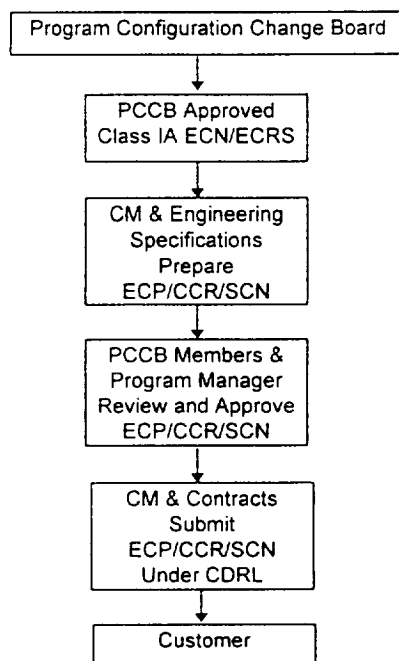 Program Configuration Change Board
PCCB Approved
Class IA ECN/ECRS
CM & Engineering
Specifications
Prepare
ECP/CCR/SCN
PCCB Members &
Program Manager
Review and Approve
ECP/CCR/SCN
CM & Contracts
Submit
ECP/CCR/SCN
Under CDRL
Customer